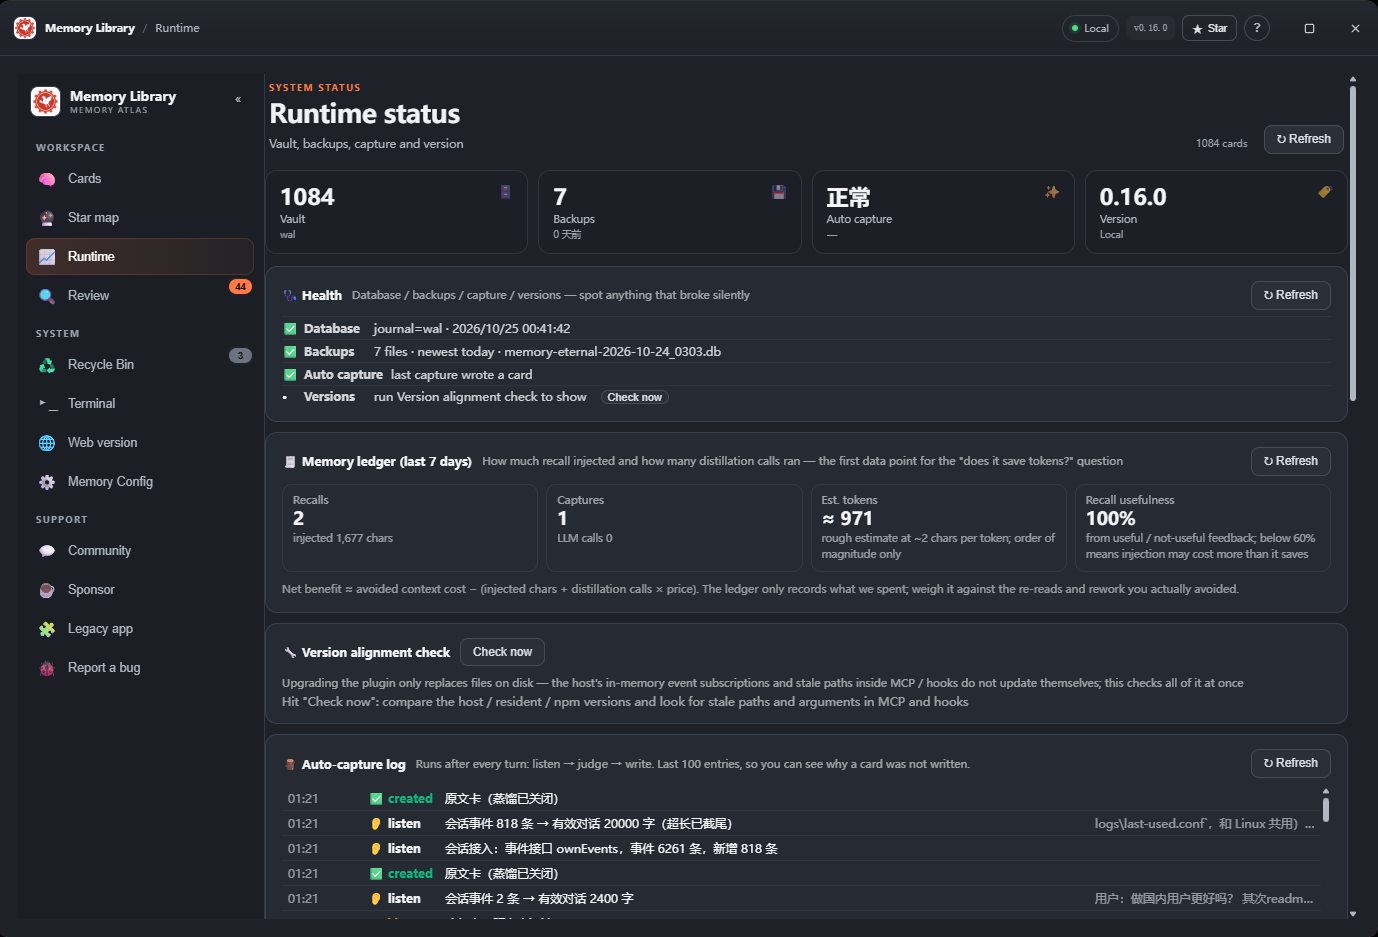 Memory Library / Runtime
Local
v0.16.0
★ Star
?
Memory Library
MEMORY ATLAS
«
WORKSPACE
Cards
Star map
Runtime
Review
44
SYSTEM
Recycle Bin
3
Terminal
Web version
Memory Config
SUPPORT
Community
Sponsor
Legacy app
Report a bug
SYSTEM STATUS
Runtime status
Vault, backups, capture and version
1084 cards
↻ Refresh
1084
Vault
wal
7
Backups
0 天前
正常
Auto capture
—
0.16.0
Version
Local
Health Database / backups / capture / versions — spot anything that broke silently
↻ Refresh
Database journal=wal · 2026/10/25 00:41:42
Backups 7 files · newest today · memory-eternal-2026-10-24_0303.db
Auto capture last capture wrote a card
• Versions run Version alignment check to show Check now
Memory ledger (last 7 days) How much recall injected and how many distillation calls ran — the first data point for the "does it save tokens?" question
↻ Refresh
Recalls
2
injected 1,677 chars
Captures
1
LLM calls 0
Est. tokens
≈ 971
rough estimate at ~2 chars per token; order of
magnitude only
Recall usefulness
100%
from useful / not-useful feedback; below 60%
means injection may cost more than it saves
Net benefit ≈ avoided context cost − (injected chars + distillation calls × price). The ledger only records what we spent; weigh it against the re-reads and rework you actually avoided.
Version alignment check Check now
Upgrading the plugin only replaces files on disk — the host's in-memory event subscriptions and stale paths inside MCP / hooks do not update themselves; this checks all of it at once
Hit "Check now": compare the host / resident / npm versions and look for stale paths and arguments in MCP and hooks
Auto-capture log Runs after every turn: listen → judge → write. Last 100 entries, so you can see why a card was not written.
↻ Refresh
01:21 created 原文卡（蒸馏已关闭）
01:21 listen 会话事件 818 条 → 有效对话 20000 字（超长已截尾） logs\last-used.conf`，和 Linux 共用）...
01:21 listen 会话接入：事件接口 ownEvents，事件 6261 条，新增 818 条
01:21 created 原文卡（蒸馏已关闭）
01:21 listen 会话事件 2 条 → 有效对话 2400 字 用户：做国内用户更好吗？ 其次readm...